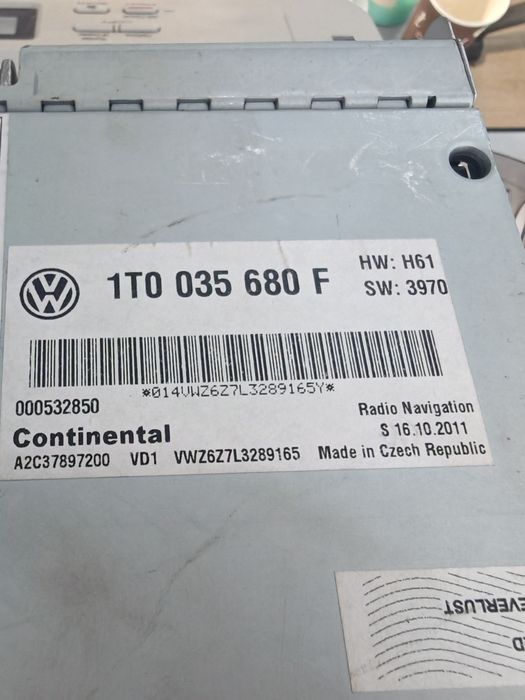 1T0 035 680 F
HW: H61
SW: 3970
*014VWZ6Z7L3289165Y*
000532850
Radio Navigation
Continental
S 16.10.2011
A2C37897200 VD1 VWZ6Z7L3289165 Made in Czech Republic